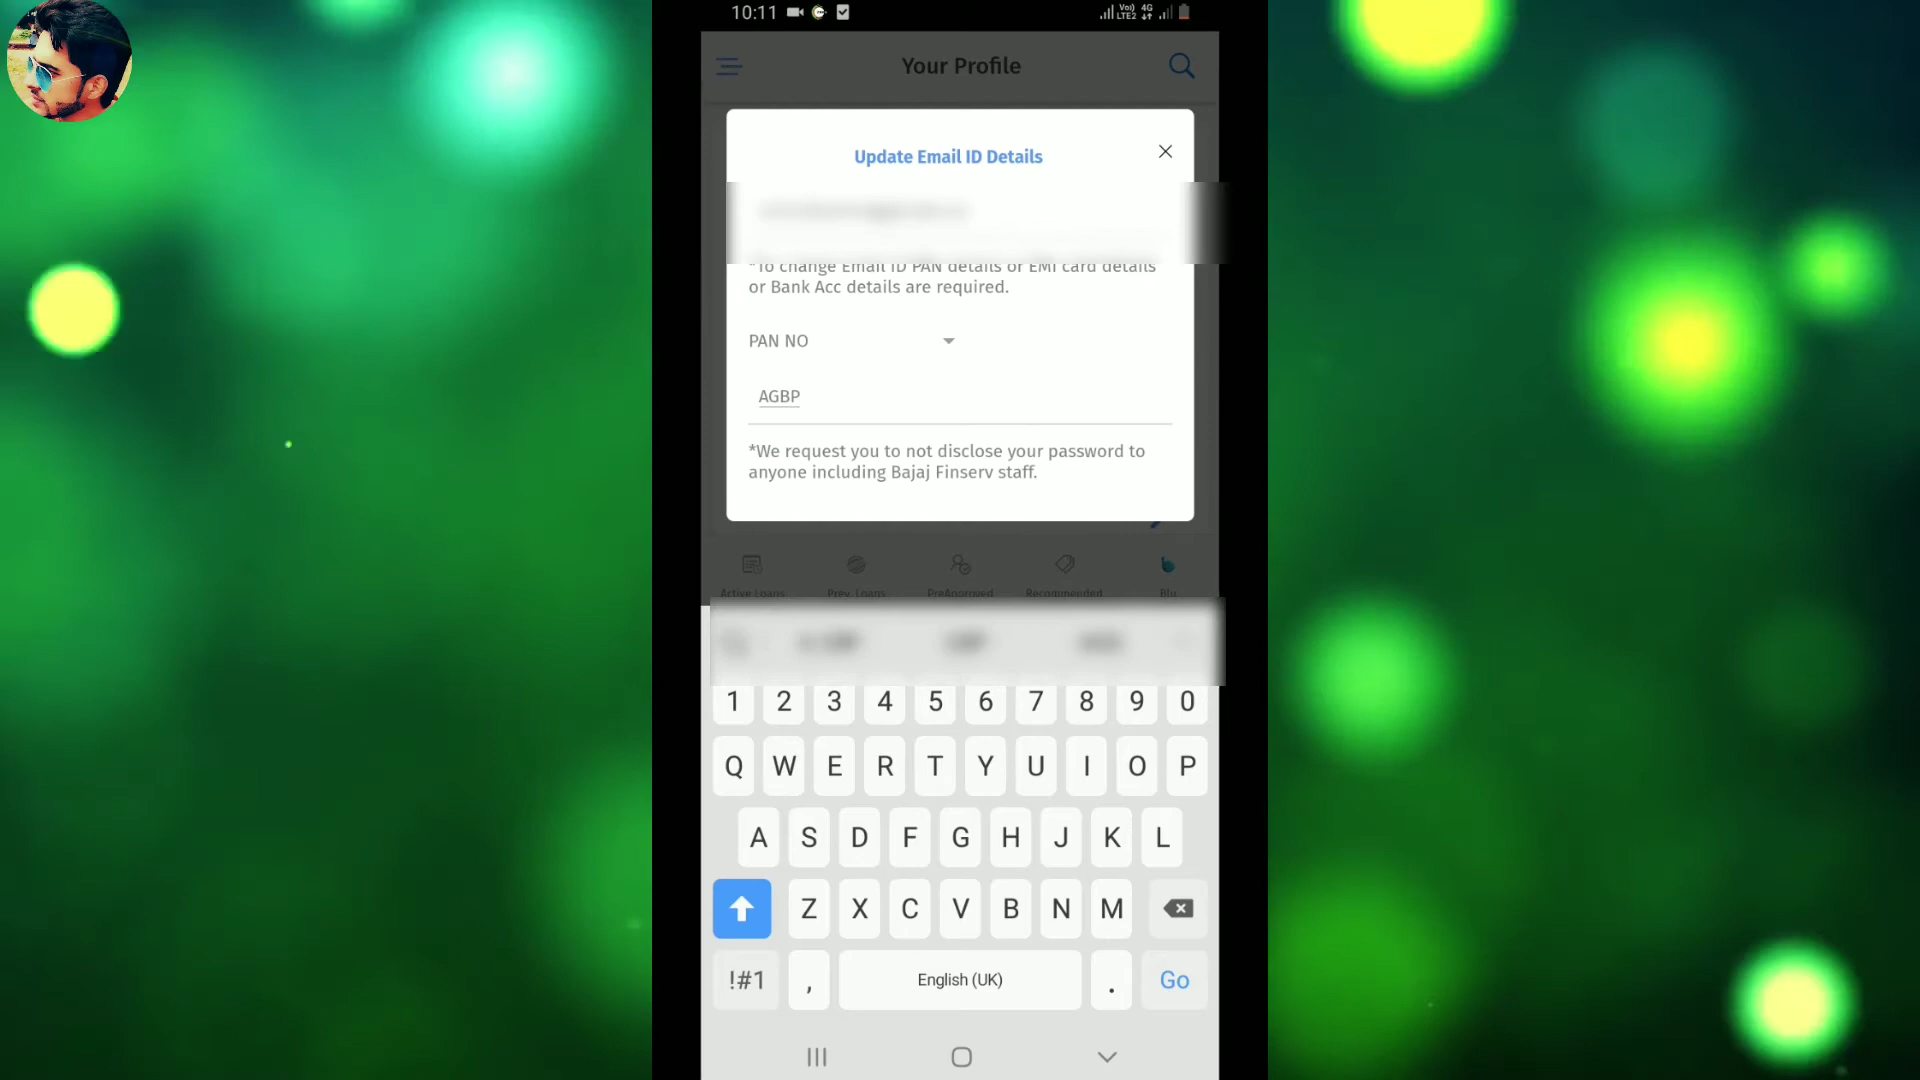 10:11
Vo) 4G
LTE2
Your Profile
Update Email ID Details
*To change Email ID PAN details or EMI card details
or Bank Acc details are required.
PAN NO
AGBP
*We request you to not disclose your password to
anyone including Bajaj Finserv staff.
Active Loans Prev. Loans PreApproved Recommended Blu
1 2 3 4 5 6 7 8 9 0
Q W E R T Y U I O P
A S D F G H J K L
Z X C V B N M
!#1 , English (UK) . Go